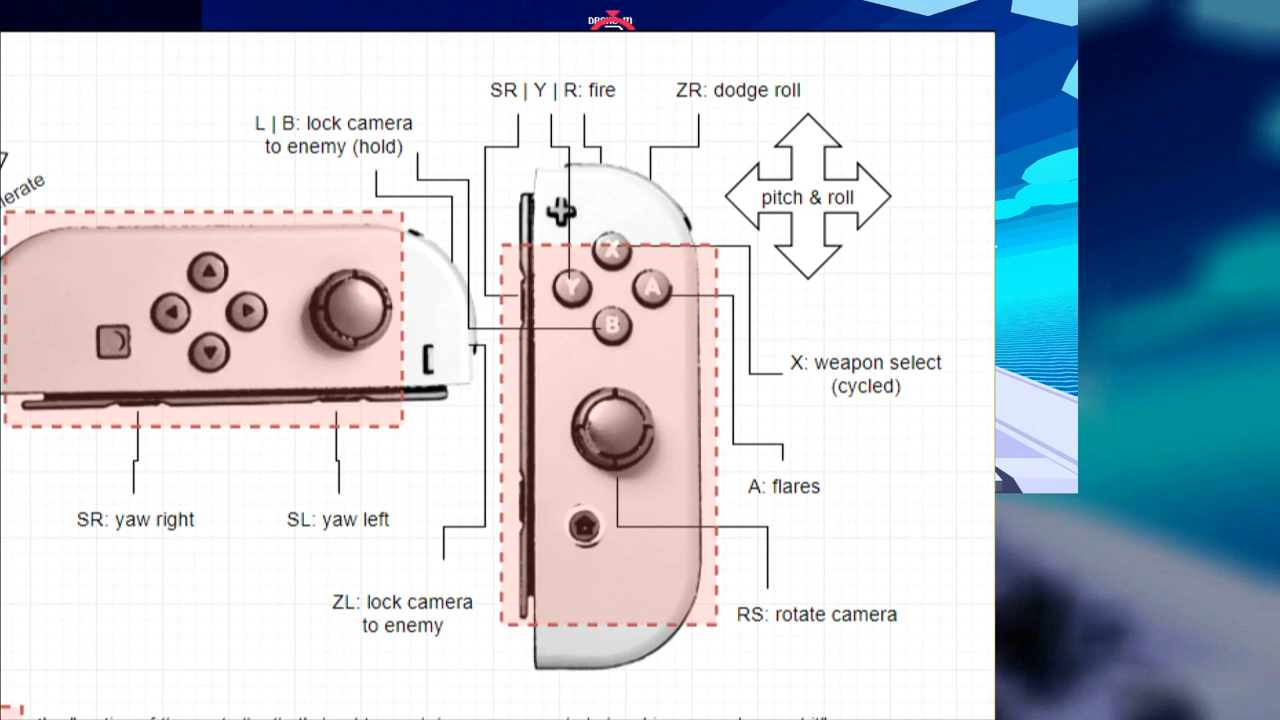 SR | Y | R: fire
ZR: dodge roll
L | B: lock camera
to enemy (hold)
pitch & roll
X
Y
A
B
X: weapon select
(cycled)
A: flares
SR: yaw right
SL: yaw left
ZL: lock camera
to enemy
RS: rotate camera